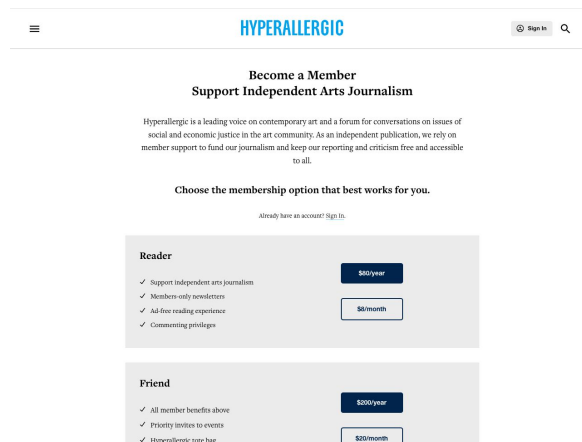 HYPERALLERGIC
Sign In
Become a Member
Support Independent Arts Journalism
Hyperallergic is a leading voice on contemporary art and a forum for conversations on issues of
social and economic justice in the art community. As an independent publication, we rely on
member support to fund our journalism and keep our reporting and criticism free and accessible
to all.
Choose the membership option that best works for you.
Already have an account? Sign In.
Reader
✓ Support independent arts journalism
✓ Members-only newsletters
✓ Ad-free reading experience
✓ Commenting privileges
$80/year
$8/month
Friend
✓ All member benefits above
✓ Priority invites to events
✓ Hyperallergic tote bag
$200/year
$20/month